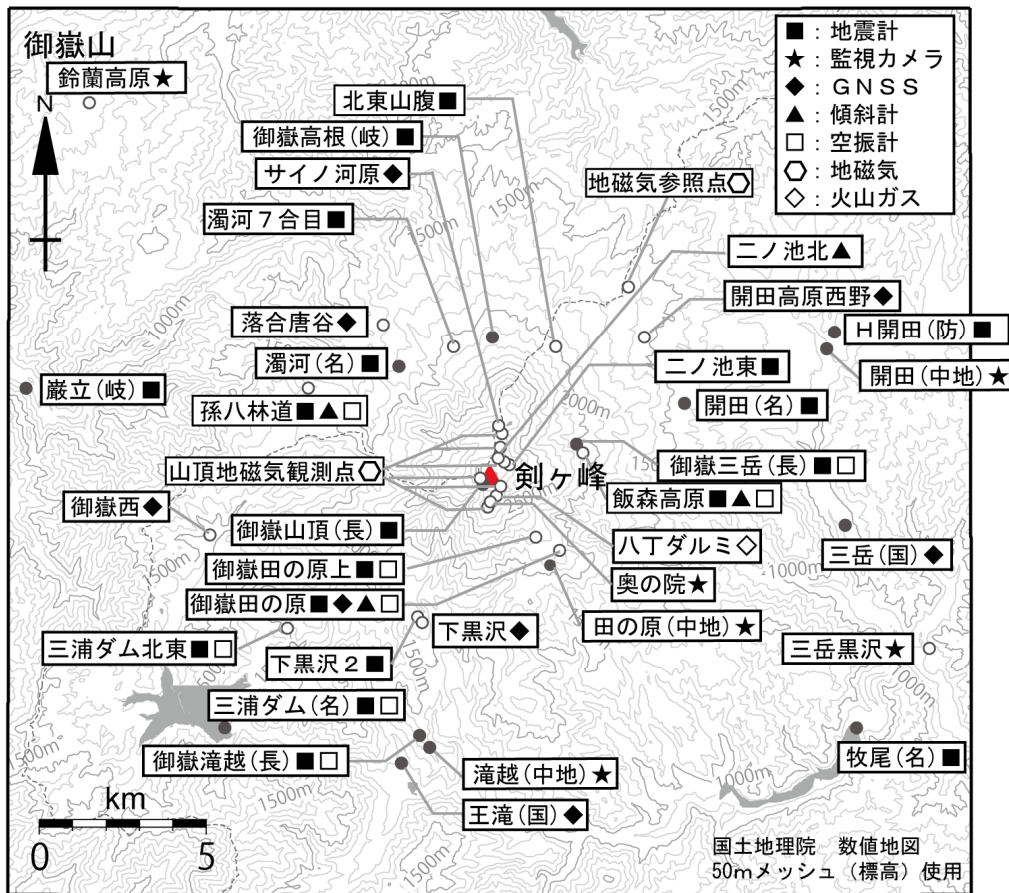 御嶽山
鈴蘭高原★
N
■：地震計
★：監視カメラ
◆：ＧＮＳＳ
▲：傾斜計
□：空振計
⬡：地磁気
◇：火山ガス
北東山腹■
御嶽高根(岐)■
サイノ河原◆
濁河７合目■
地磁気参照点⬡
二ノ池北▲
開田高原西野◆
落合唐谷◆
Ｈ開田(防)■
濁河(名)■
二ノ池東■
開田(中地)★
巌立(岐)■
開田(名)■
孫八林道■▲□
山頂地磁気観測点⬡
剣ヶ峰
御嶽三岳(長)■□
御嶽西◆
飯森高原■▲□
御嶽山頂(長)■
八丁ダルミ◇
三岳(国)◆
御嶽田の原上■□
奥の院★
御嶽田の原■◆▲□
下黒沢◆
田の原(中地)★
三浦ダム北東■□
下黒沢２■
三岳黒沢★
三浦ダム(名)■□
御嶽滝越(長)■□
滝越(中地)★
牧尾(名)■
王滝(国)◆
km
0 5
国土地理院　数値地図
50mメッシュ（標高）使用
1500m
1500m
1500m
1000m
2000m
1500m
1500m
1000m
1500m
1000m
1500m
1000m
1500m